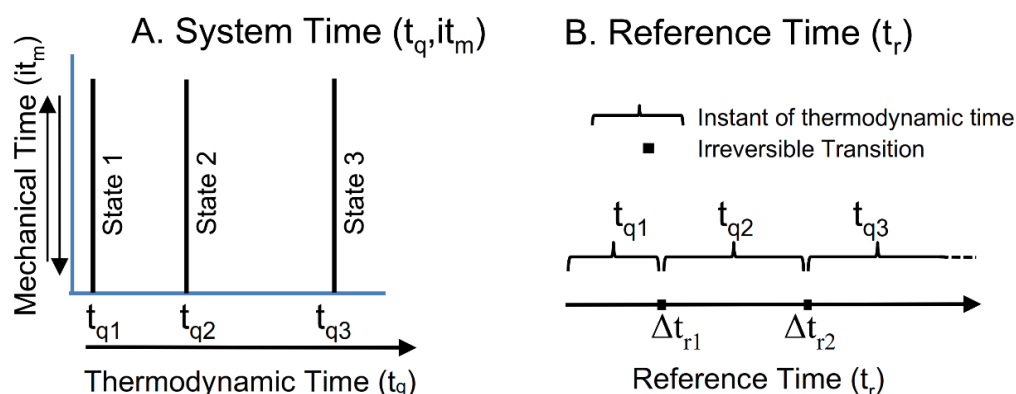 A. System Time (tq,itm)
Mechanical Time (itm)
State 1
State 2
State 3
tq1
tq2
tq3
Thermodynamic Time (tq)
B. Reference Time (tr)
Instant of thermodynamic time
Irreversible Transition
tq1
tq2
tq3
Δtr1
Δtr2
Reference Time (tr)